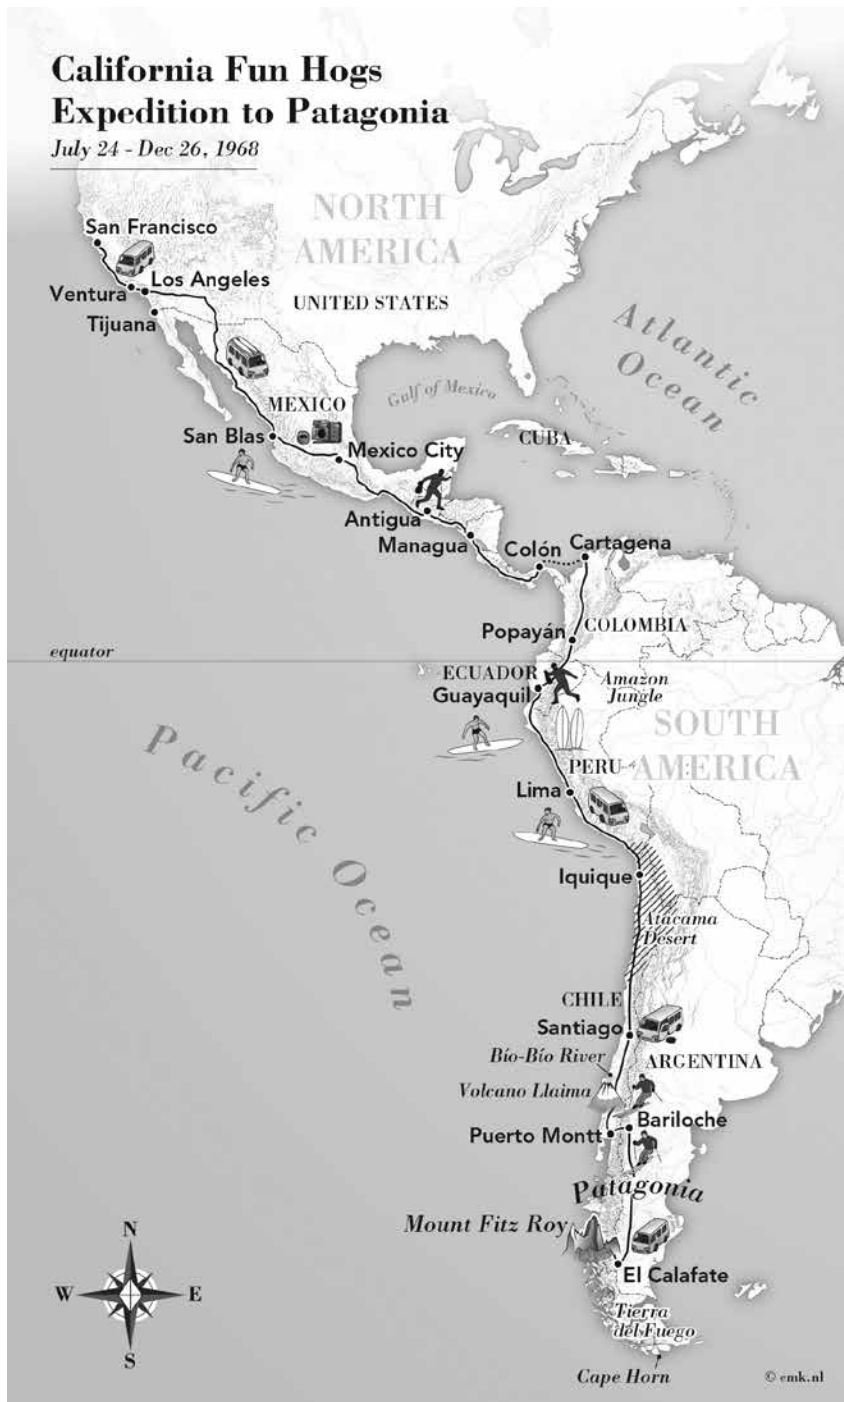 California Fun Hogs
Expedition to Patagonia
July 24 - Dec 26, 1968
NORTH
AMERICA
San Francisco
Los Angeles
Ventura
UNITED STATES
Tijuana
Atlantic
Ocean
Gulf of Mexico
MEXICO
San Blas
CUBA
Mexico City
Antigua
Managua
Colón
Cartagena
Popayán
COLOMBIA
equator
ECUADOR
Guayaquil
Amazon
Jungle
SOUTH
AMERICA
Pacific Ocean
PERU
Lima
Iquique
Atacama
Desert
CHILE
Santiago
Bío-Bío River
ARGENTINA
Volcano Llaima
Bariloche
Puerto Montt
Patagonia
Mount Fitz Roy
El Calafate
N
W
E
S
Tierra
del Fuego
Cape Horn
© emk.nl